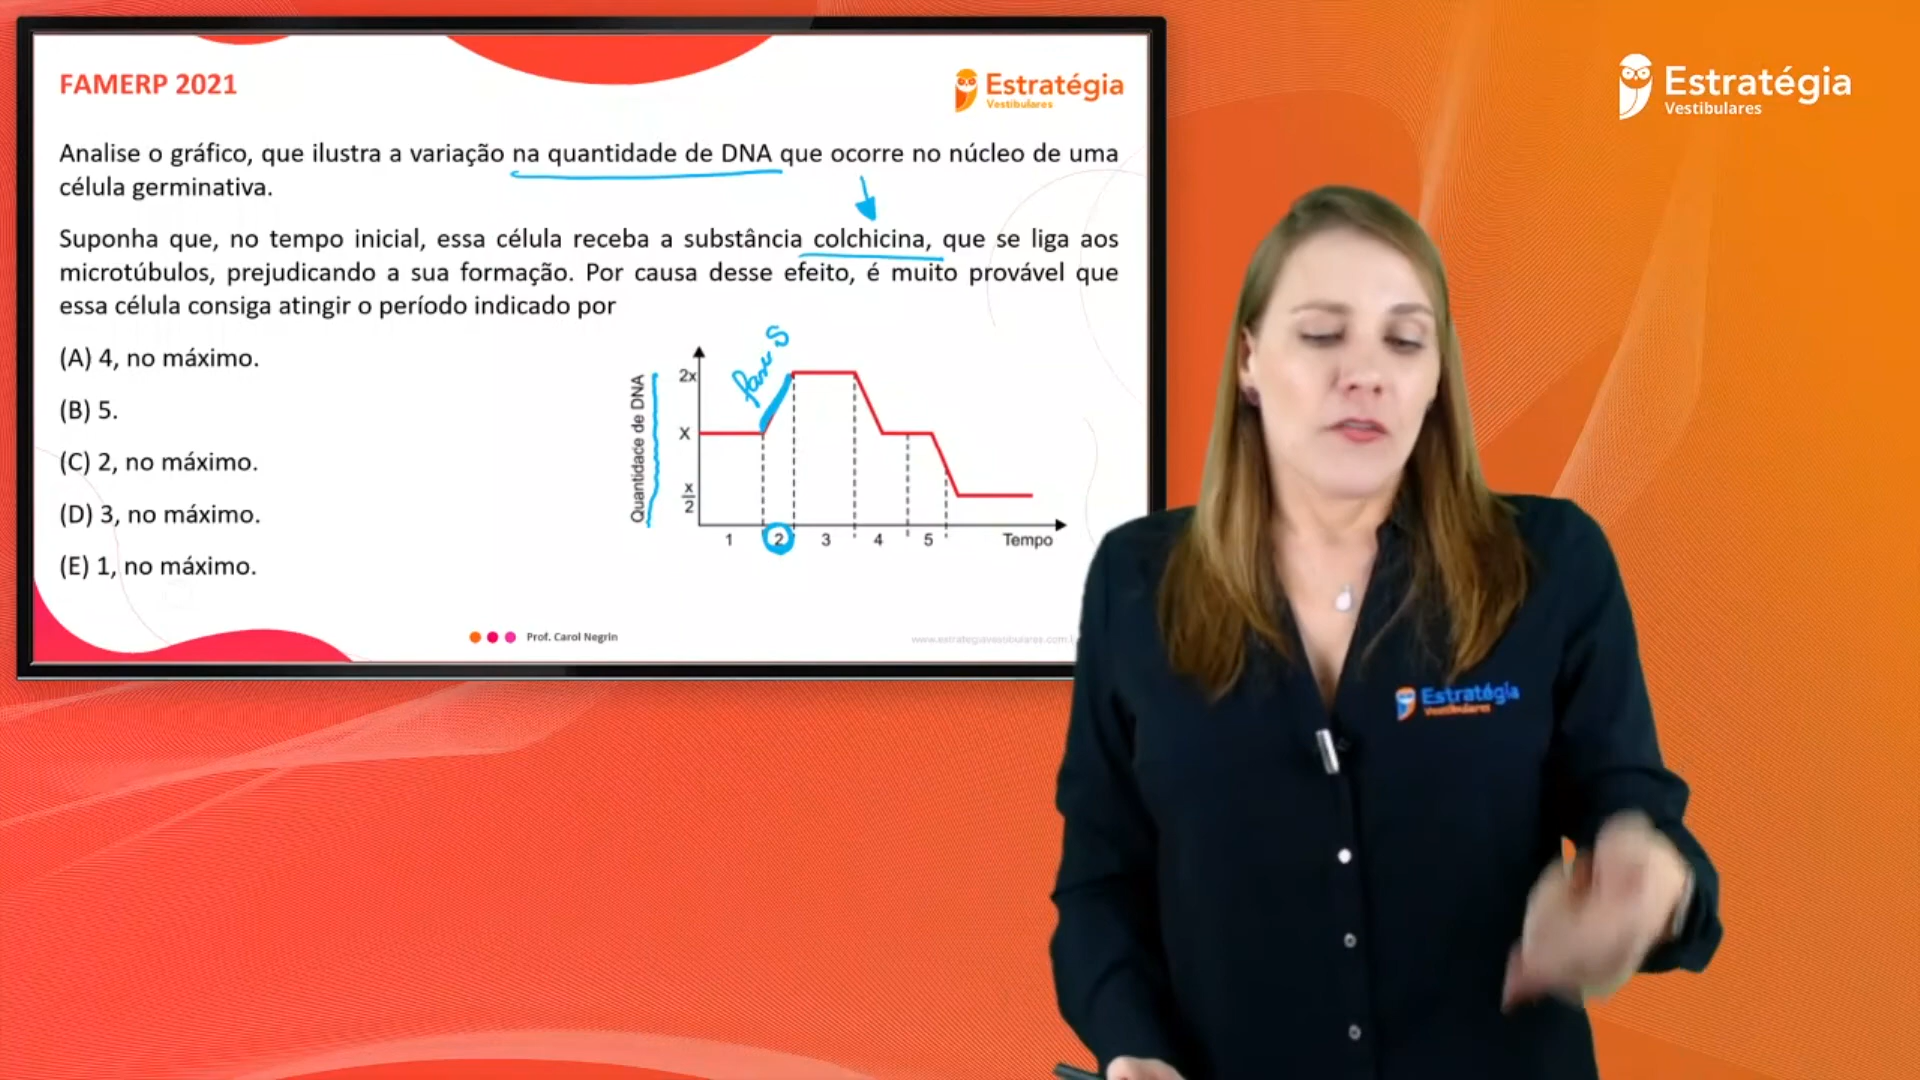 FAMERP 2021
Estratégia
Vestibulares
Estratégia
Vestibulares
Analise o gráfico, que ilustra a variação na quantidade de DNA que ocorre no núcleo de uma
célula germinativa.
Suponha que, no tempo inicial, essa célula receba a substância colchicina, que se liga aos
microtúbulos, prejudicando a sua formação. Por causa desse efeito, é muito provável que
essa célula consiga atingir o período indicado por
(A) 4, no máximo.
(B) 5.
(C) 2, no máximo.
(D) 3, no máximo.
(E) 1, no máximo.
Quantidade de DNA
2x
X
x
2
Fase S
1 2 3 4 5 Tempo
Prof. Carol Negrin
Estratégia
Vestibulares